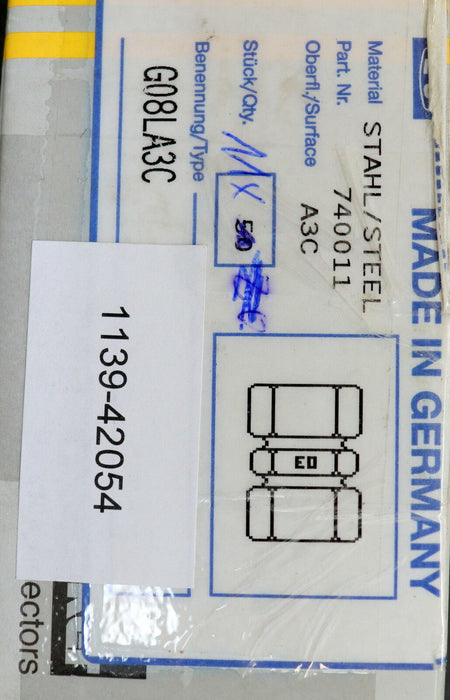 MADE IN GERMANY
Material STAHL/STEEL
Part. Nr. 740011
Oberfl./Surface A3C
Stück/Qty. 11x 50
Benennung/Type
G08LA3C
EO
1139-42054
ectors